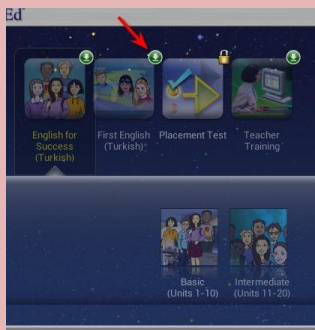 Ed
English for
Success
(Turkish)
First English
(Turkish)
Placement Test
Teacher
Training
Basic
(Units 1-10)
Intermediate
(Units 11-20)